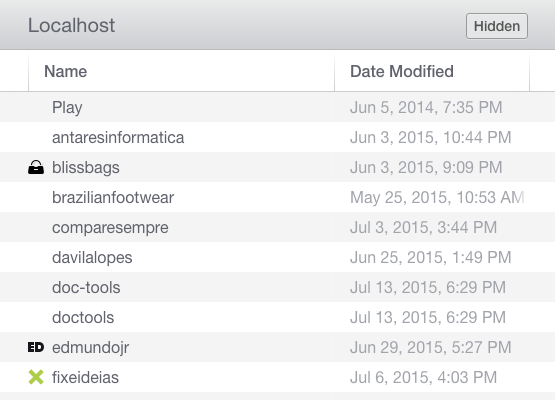 Localhost Hidden
Name Date Modified
Play Jun 5, 2014, 7:35 PM
antaresinformatica Jun 3, 2015, 10:44 PM
blissbags Jun 3, 2015, 9:09 PM
brazilianfootwear May 25, 2015, 10:53 AM
comparesempre Jul 3, 2015, 3:44 PM
davilalopes Jun 25, 2015, 1:49 PM
doc-tools Jul 13, 2015, 6:29 PM
doctools Jul 13, 2015, 6:29 PM
ED edmundojr Jun 29, 2015, 5:27 PM
fixeideias Jul 6, 2015, 4:03 PM